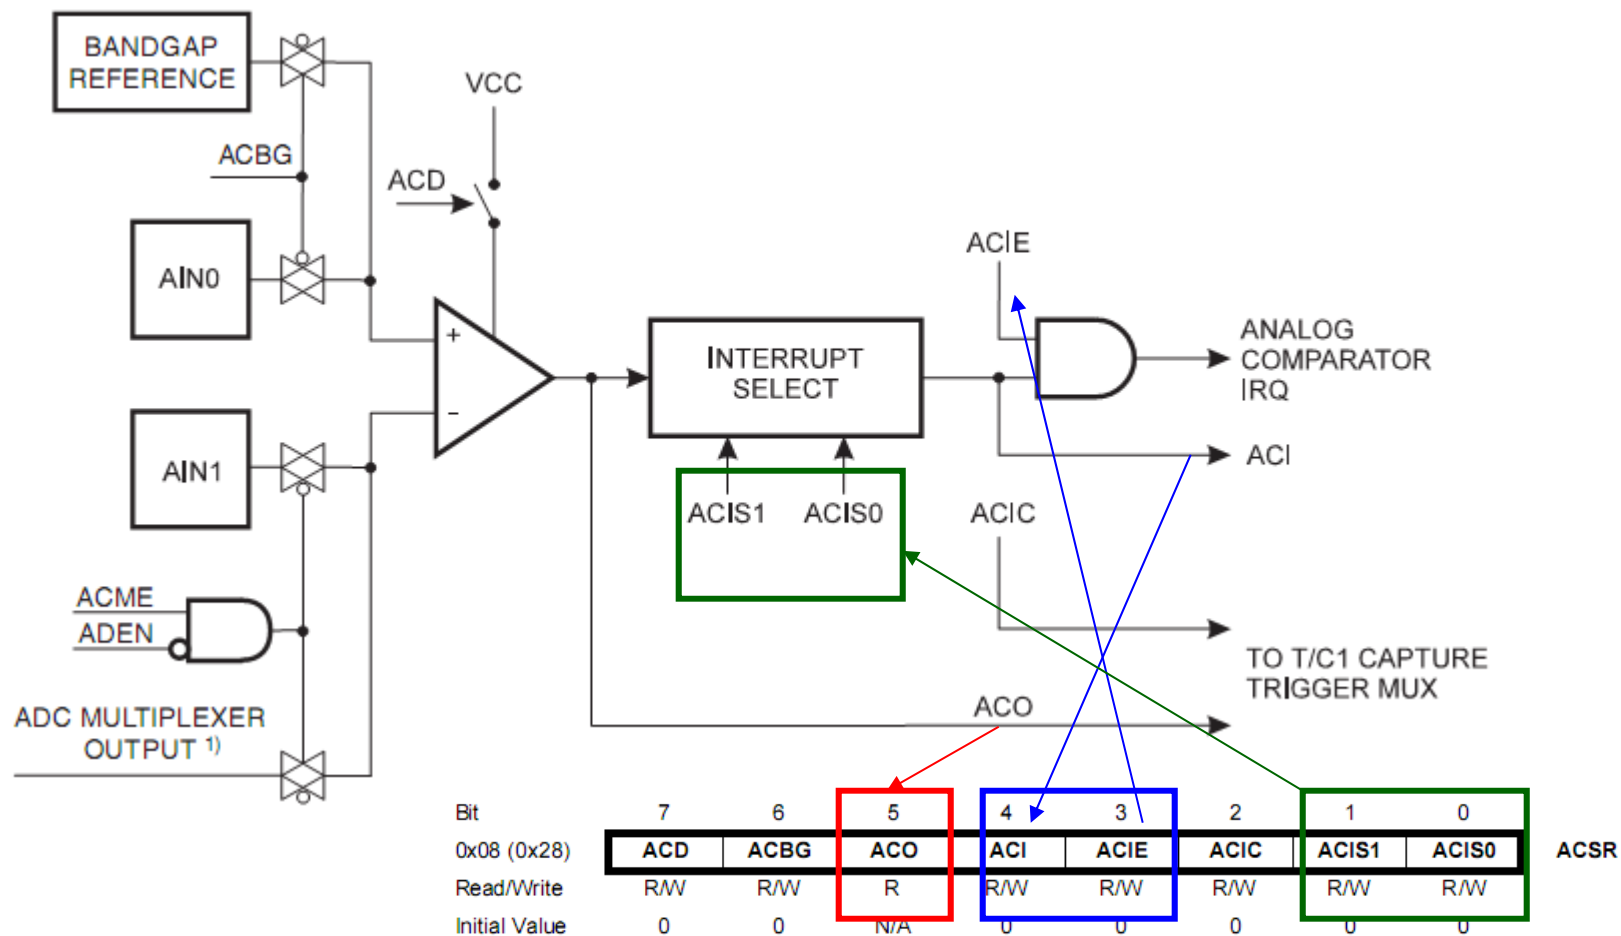 BANDGAP
REFERENCE
VCC
ACBG
ACD
AIN0
ACIE
+
INTERRUPT
SELECT
ANALOG
COMPARATOR
IRQ
−
AIN1
ACI
ACIS1 ACIS0
ACIC
ACME
ADEN
TO T/C1 CAPTURE
TRIGGER MUX
ADC MULTIPLEXER
OUTPUT 1)
ACO
Bit 7 6 5 4 3 2 1 0
0x08 (0x28) ACD ACBG ACO ACI ACIE ACIC ACIS1 ACIS0 ACSR
Read/Write R/W R/W R R/W R/W R/W R/W R/W
Initial Value 0 0 N/A 0 0 0 0 0